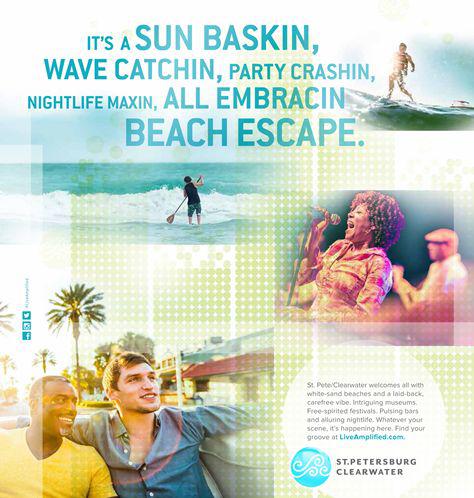 IT'S A SUN BASKIN,
WAVE CATCHIN, PARTY CRASHIN,
NIGHTLIFE MAXIN, ALL EMBRACIN
BEACH ESCAPE.
#LiveAmplified
St. Pete/Clearwater welcomes all with
white-sand beaches and a laid-back,
carefree vibe. Intriguing museums.
Free-spirited festivals. Pulsing bars
and alluring nightlife. Whatever your
scene, it's happening here. Find your
groove at LiveAmplified.com.
ST.PETERSBURG
CLEARWATER